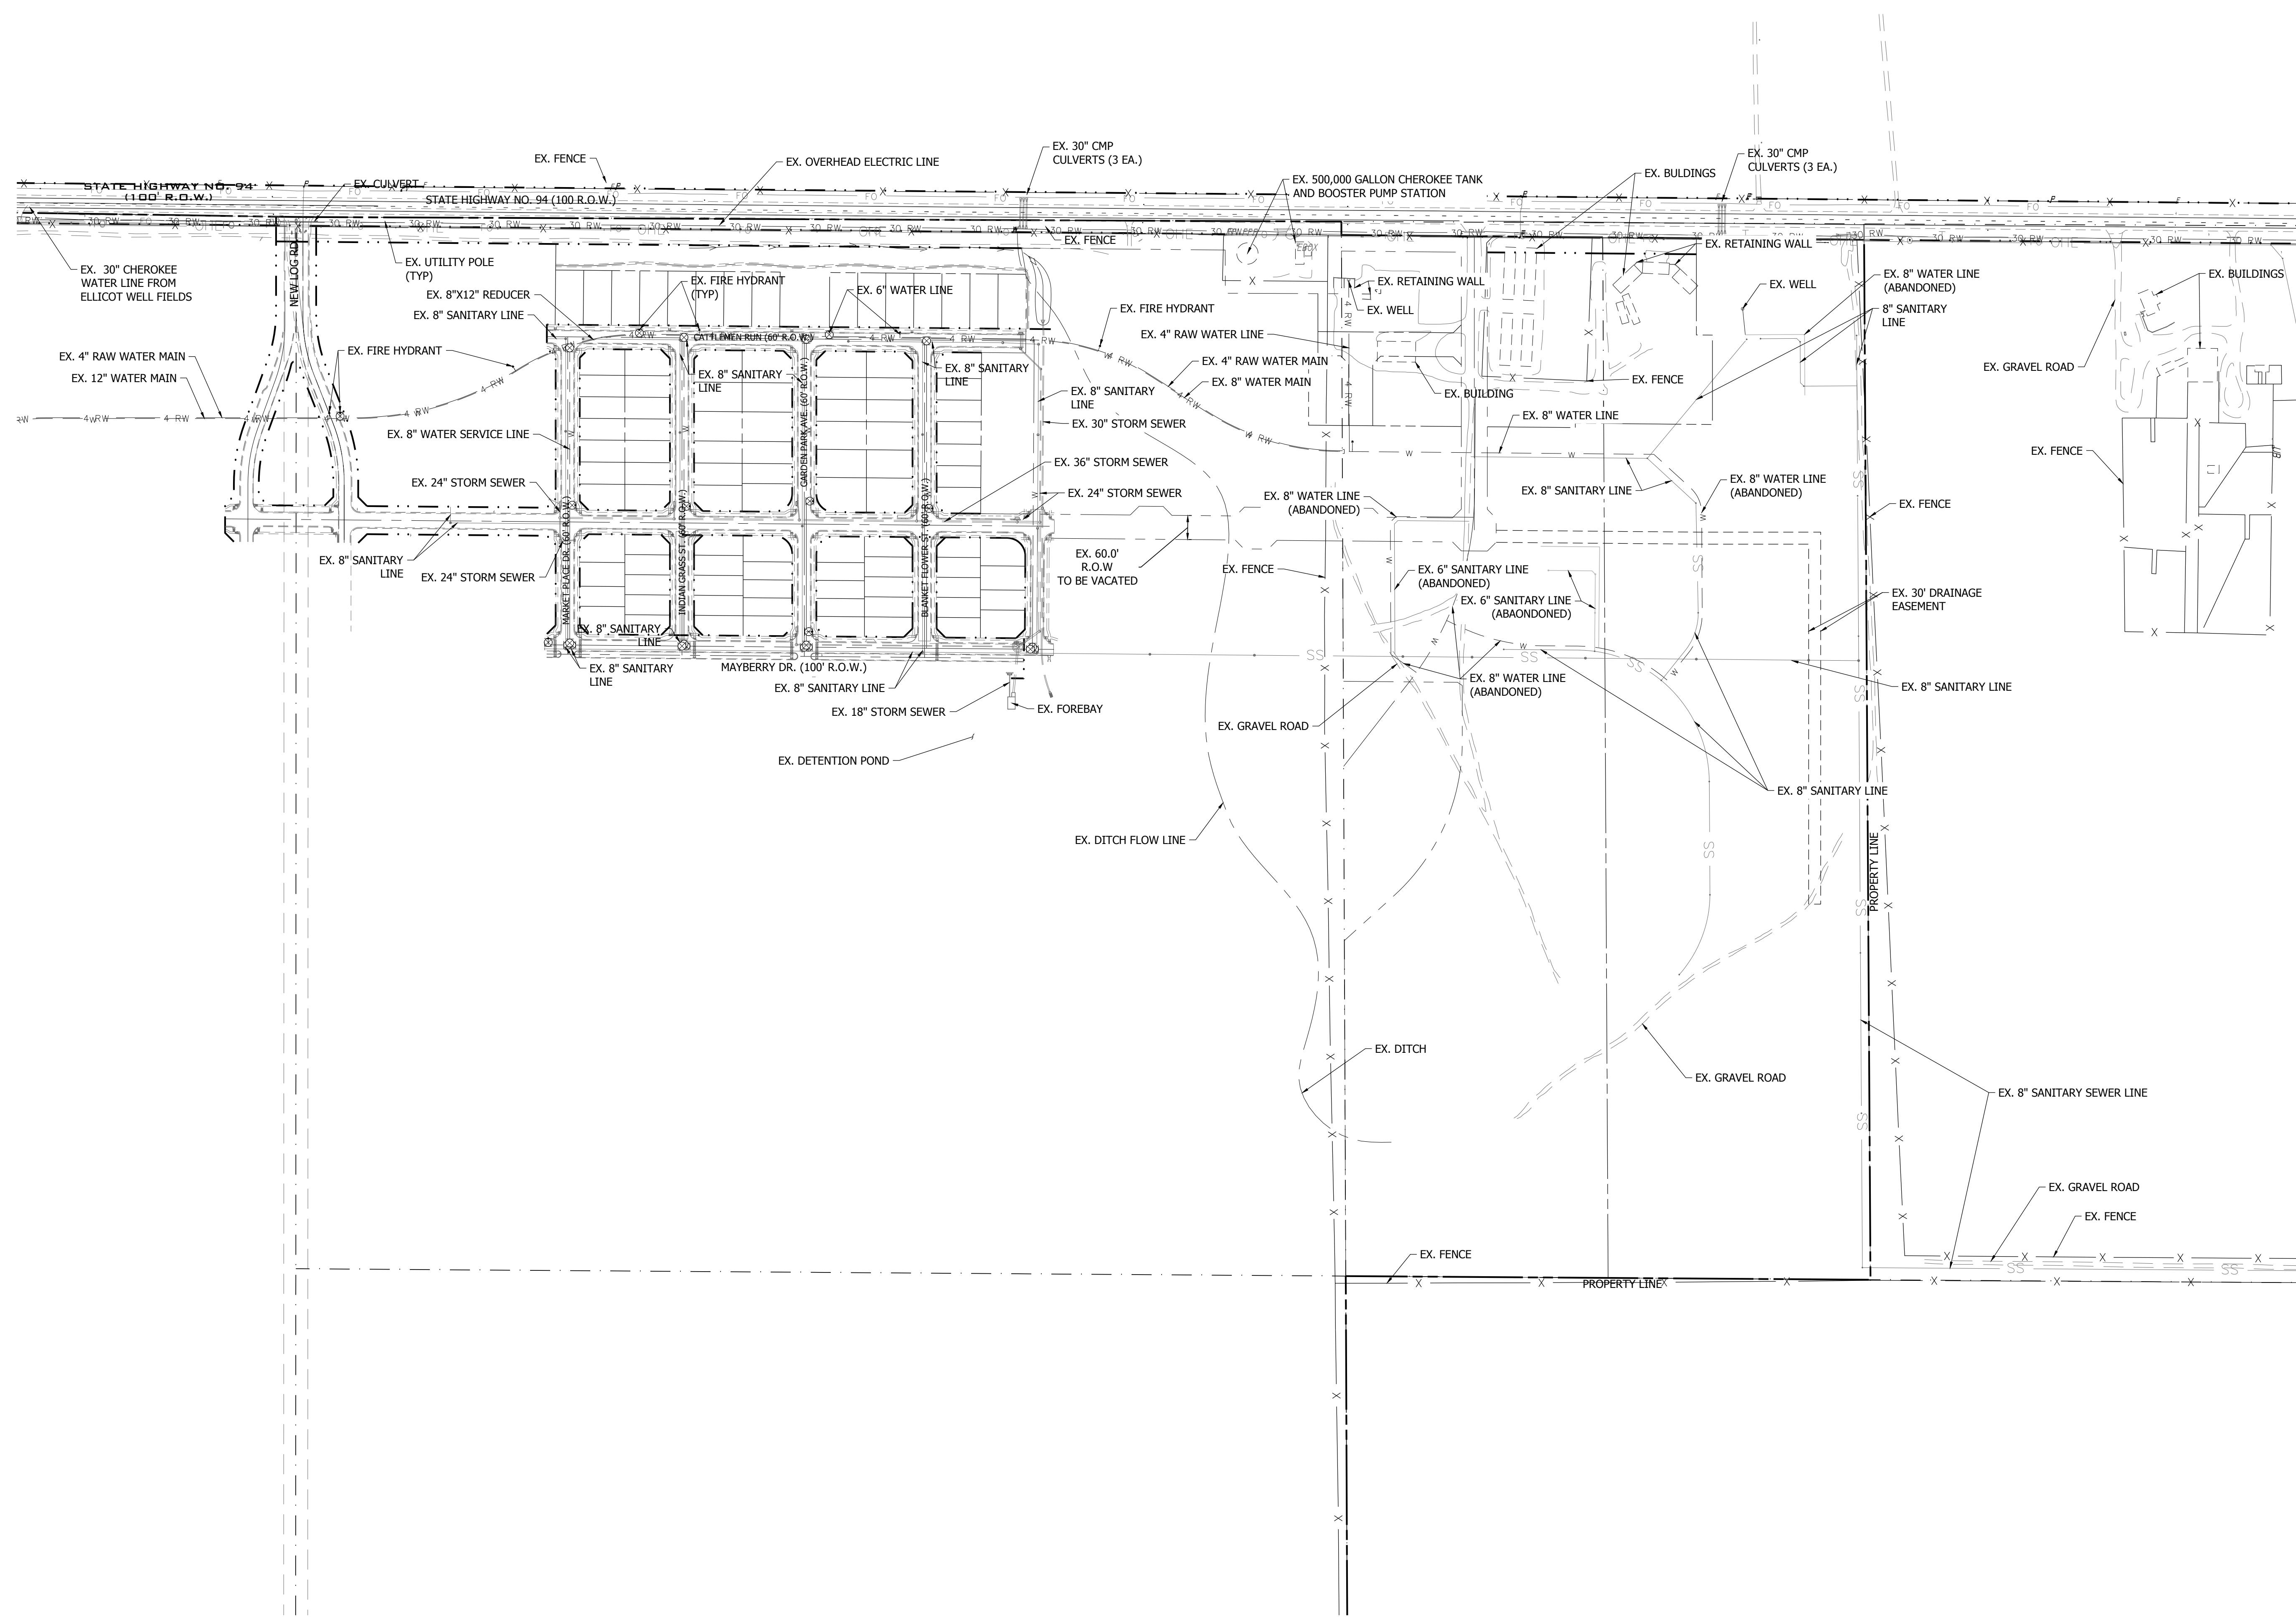 EX. FENCE
EX. OVERHEAD ELECTRIC LINE
EX. 30" CMP
CULVERTS (3 EA.)
EX. 30" CMP
CULVERTS (3 EA.)
EX. 500,000 GALLON CHEROKEE TANK
AND BOOSTER PUMP STATION
EX. BULDINGS
STATE HIGHWAY NO. 94
(100' R.O.W.)
EX. CULVERT
STATE HIGHWAY NO. 94 (100 R.O.W.)
EX. FENCE
EX. RETAINING WALL
NEW LOG RD
EX. 30" CHEROKEE
WATER LINE FROM
ELLICOT WELL FIELDS
EX. UTILITY POLE
(TYP)
EX. FIRE HYDRANT
(TYP)
EX. 6" WATER LINE
EX. RETAINING WALL
EX. WELL
EX. 8" WATER LINE
(ABANDONED)
EX. BUILDINGS
EX. 8"X12" REDUCER
EX. 8" SANITARY LINE
EX. FIRE HYDRANT
EX. WELL
8" SANITARY
LINE
EX. 4" RAW WATER LINE
CATTLEMEN RUN (60' R.O.W.)
EX. 4" RAW WATER MAIN
EX. 12" WATER MAIN
EX. FIRE HYDRANT
EX. 8" SANITARY
LINE
EX. 8" SANITARY
LINE
EX. 4" RAW WATER MAIN
EX. 8" WATER MAIN
EX. GRAVEL ROAD
EX. FENCE
EX. BUILDING
EX. 8" SANITARY
LINE
EX. 30" STORM SEWER
EX. 8" WATER LINE
EX. 8" WATER SERVICE LINE
GARDEN PARK AVE. (60' R.O.W.)
EX. FENCE
EX. 36" STORM SEWER
EX. 24" STORM SEWER
EX. 24" STORM SEWER
EX. 8" WATER LINE
(ABANDONED)
EX. 8" SANITARY LINE
EX. 8" WATER LINE
(ABANDONED)
EX. FENCE
MARKET PLACE DR. (60' R.O.W.)
INDIAN GRASS ST. (60' R.O.W.)
BLANKET FLOWER ST. (60' R.O.W.)
EX. 8" SANITARY
LINE
EX. 24" STORM SEWER
EX. 60.0'
R.O.W
TO BE VACATED
EX. FENCE
EX. 6" SANITARY LINE
(ABANDONED)
EX. 6" SANITARY LINE
(ABAONDONED)
EX. 30' DRAINAGE
EASEMENT
EX. 8" SANITARY
LINE
EX. 8" SANITARY
LINE
MAYBERRY DR. (100' R.O.W.)
EX. 8" SANITARY LINE
EX. 8" WATER LINE
(ABANDONED)
EX. 8" SANITARY LINE
EX. 18" STORM SEWER
EX. FOREBAY
EX. GRAVEL ROAD
EX. DETENTION POND
EX. 8" SANITARY LINE
EX. DITCH FLOW LINE
PROPERTY LINE
EX. DITCH
EX. GRAVEL ROAD
EX. 8" SANITARY SEWER LINE
EX. GRAVEL ROAD
EX. FENCE
EX. FENCE
PROPERTY LINE